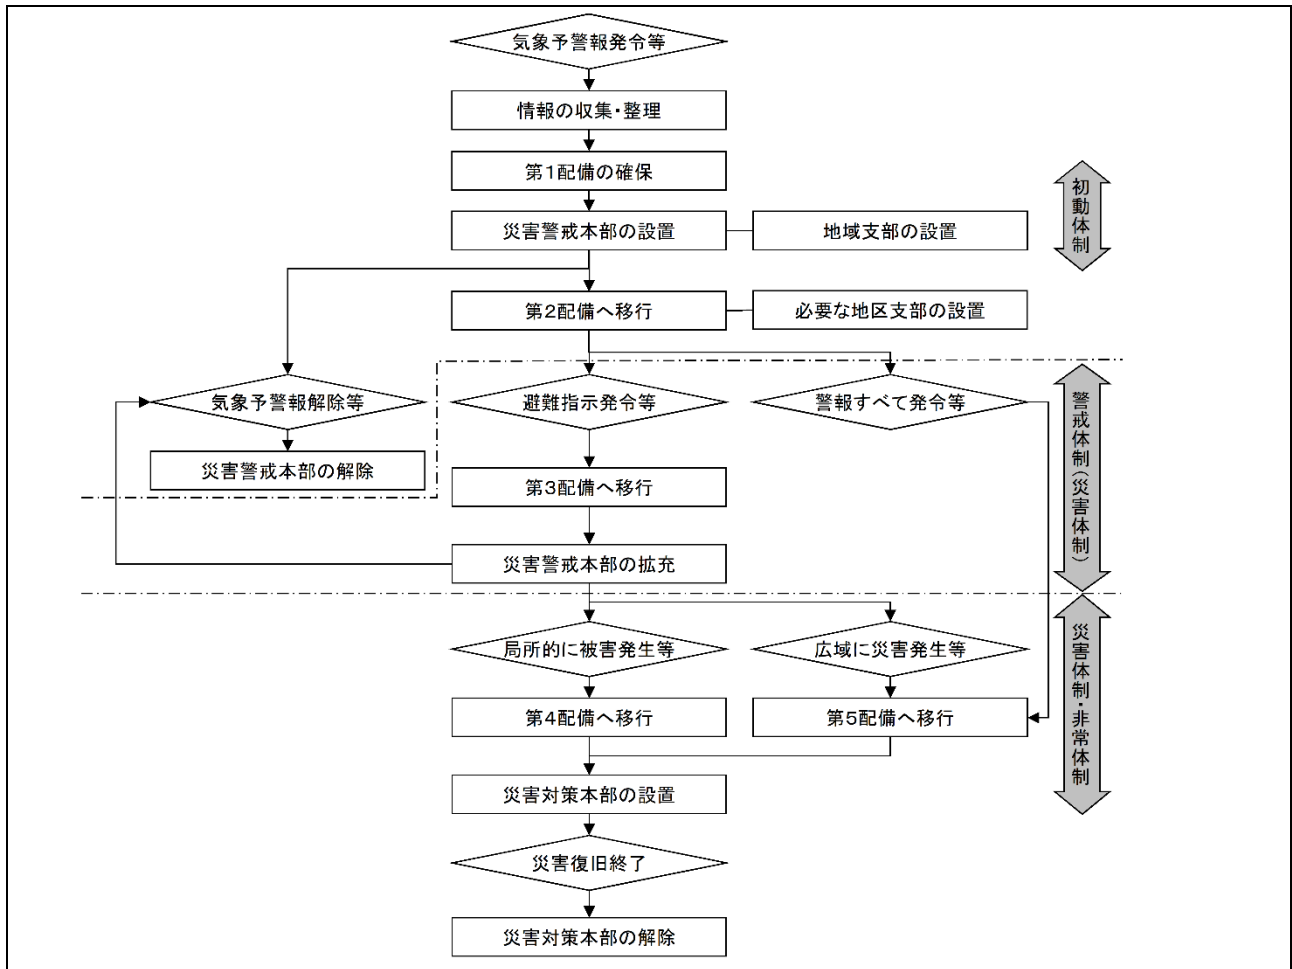 気象予警報発令等
情報の収集・整理
第1配備の確保
災害警戒本部の設置
地域支部の設置
初動体制
第2配備へ移行
必要な地区支部の設置
気象予警報解除等
避難指示発令等
警報すべて発令等
災害警戒本部の解除
第3配備へ移行
警戒体制(災害体制)
災害警戒本部の拡充
局所的に被害発生等
広域に災害発生等
第4配備へ移行
第5配備へ移行
災害体制・非常体制
災害対策本部の設置
災害復旧終了
災害対策本部の解除